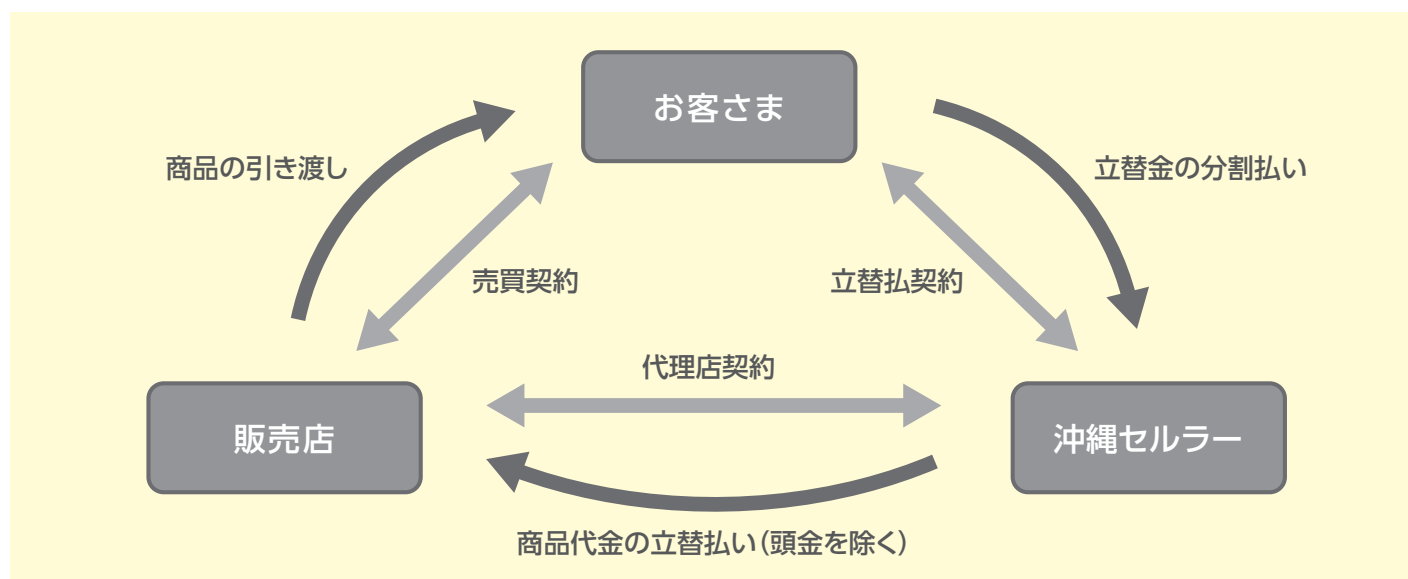 お客さま
商品の引き渡し
立替金の分割払い
売買契約
立替払契約
代理店契約
販売店
沖縄セルラー
商品代金の立替払い(頭金を除く)